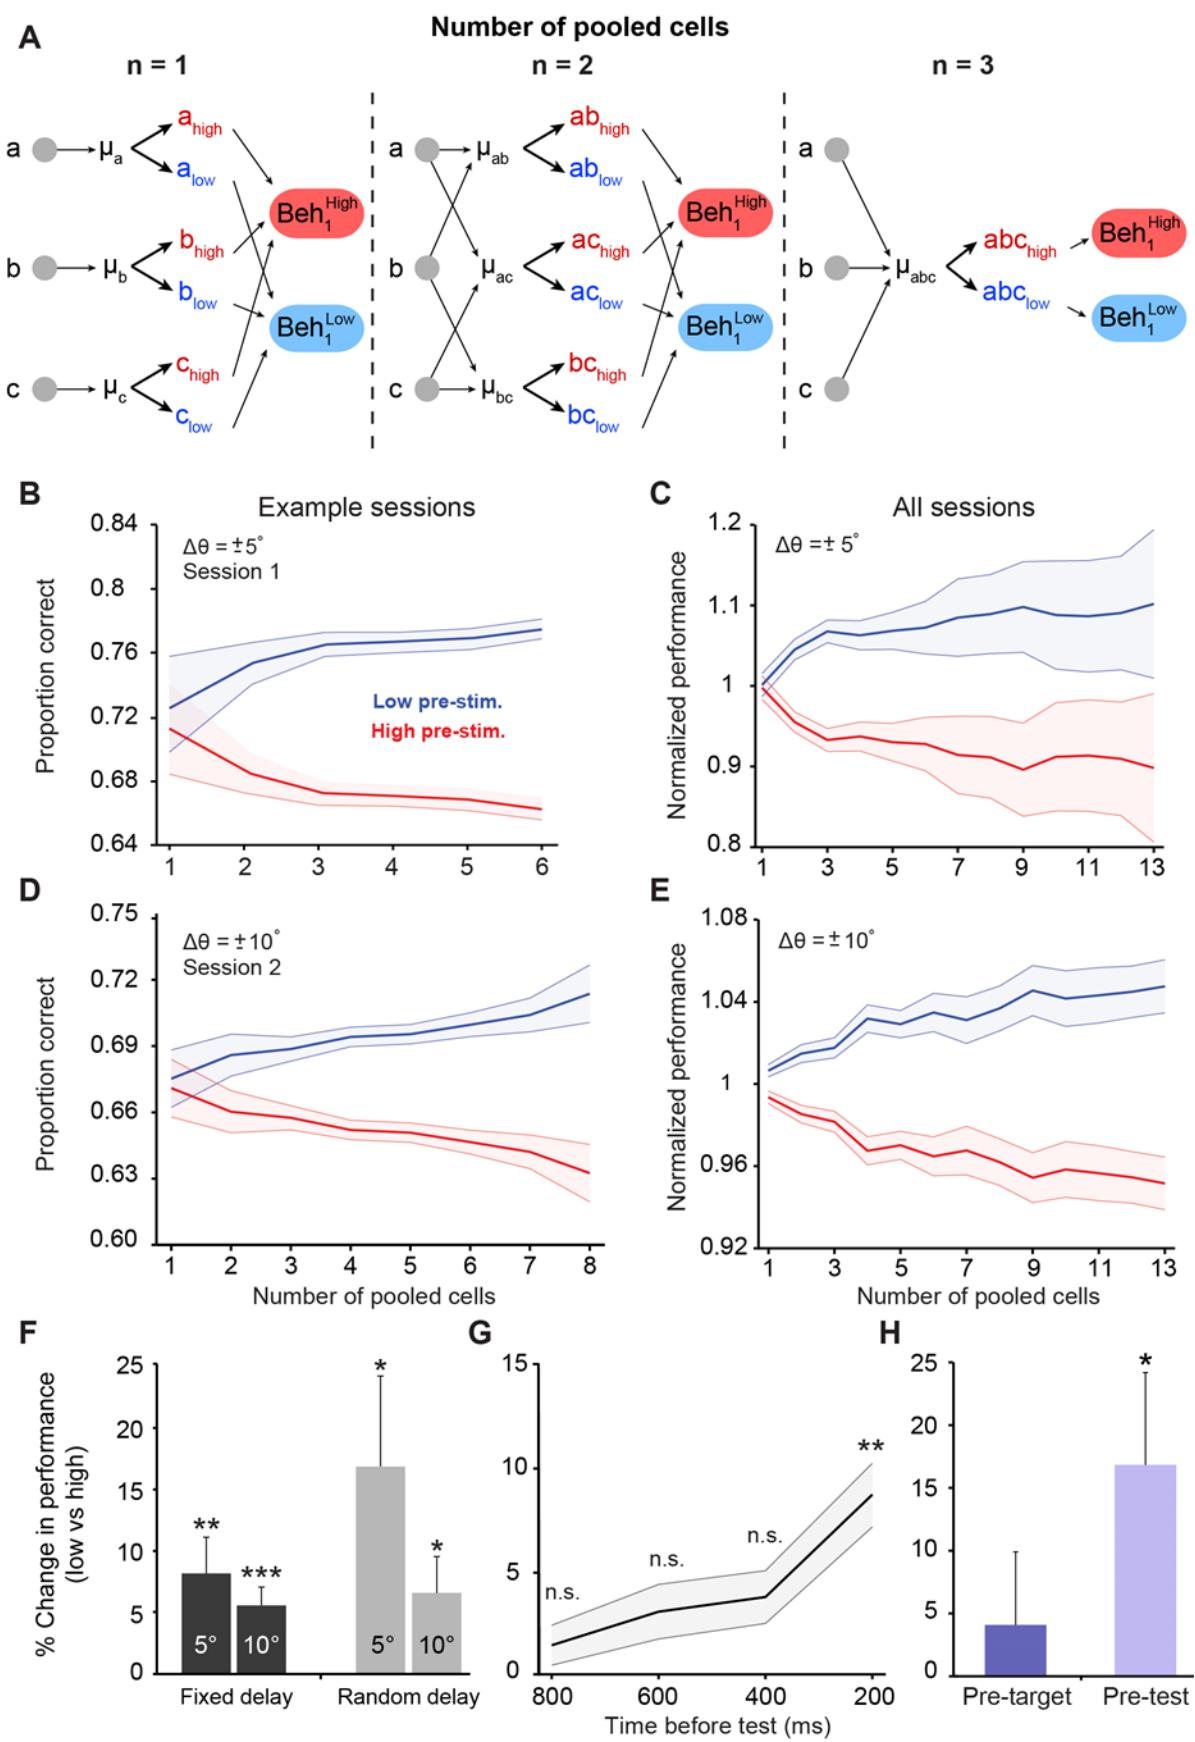 A
Number of pooled cells
n = 1
n = 2
n = 3
a
μa
ahigh
alow
b
μb
bhigh
blow
c
μc
chigh
clow
Beh1High
Beh1Low
a
μab
abhigh
ablow
b
μac
achigh
aclow
c
μbc
bchigh
bclow
Beh1High
Beh1Low
a
b
c
μabc
abchigh
abclow
Beh1High
Beh1Low
B
Example sessions
Δθ = ±5°
Session 1
Proportion correct
0.84
0.8
0.76
0.72
0.68
0.64
Low pre-stim.
High pre-stim.
1 2 3 4 5 6
C
All sessions
Δθ = ± 5°
Normalized performance
1.2
1.1
1
0.9
0.8
1 3 5 7 9 11 13
D
Δθ = ±10°
Session 2
Proportion correct
0.75
0.72
0.69
0.66
0.63
0.60
1 2 3 4 5 6 7 8
Number of pooled cells
E
Δθ = ±10°
Normalized performance
1.08
1.04
1
0.96
0.92
1 3 5 7 9 11 13
Number of pooled cells
F
% Change in performance
(low vs high)
25
20
15
10
5
0
**
***
*
*
5° 10° 5° 10°
Fixed delay Random delay
G
15
10
5
0
n.s.
n.s.
n.s.
**
800 600 400 200
Time before test (ms)
H
25
20
15
10
5
0
*
Pre-target Pre-test